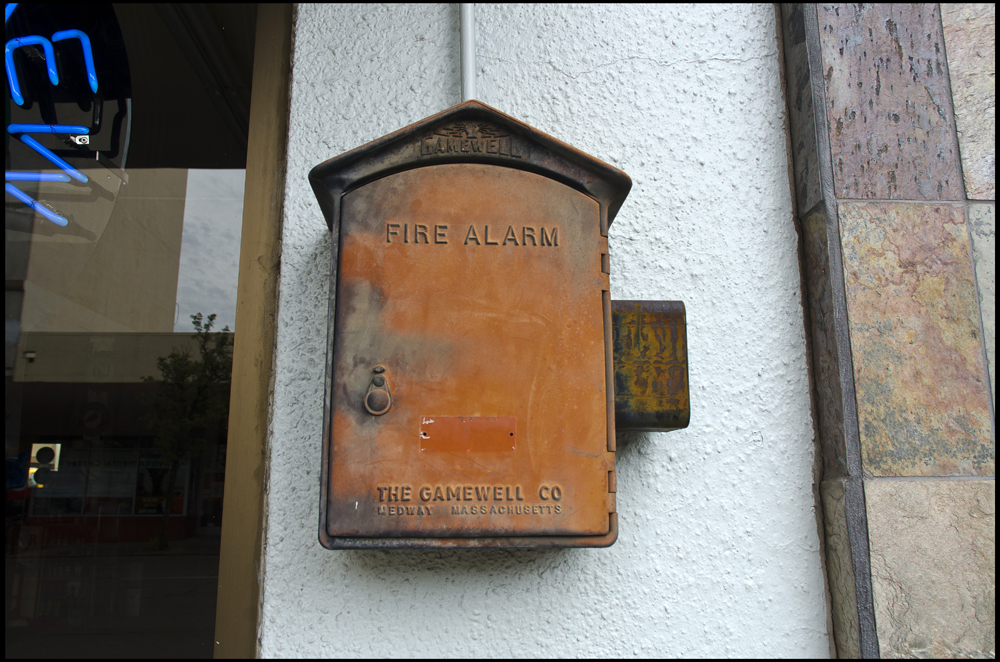 GAMEWELL
FIRE ALARM
THE GAMEWELL CO
MEDWAY MASSACHUSETTS